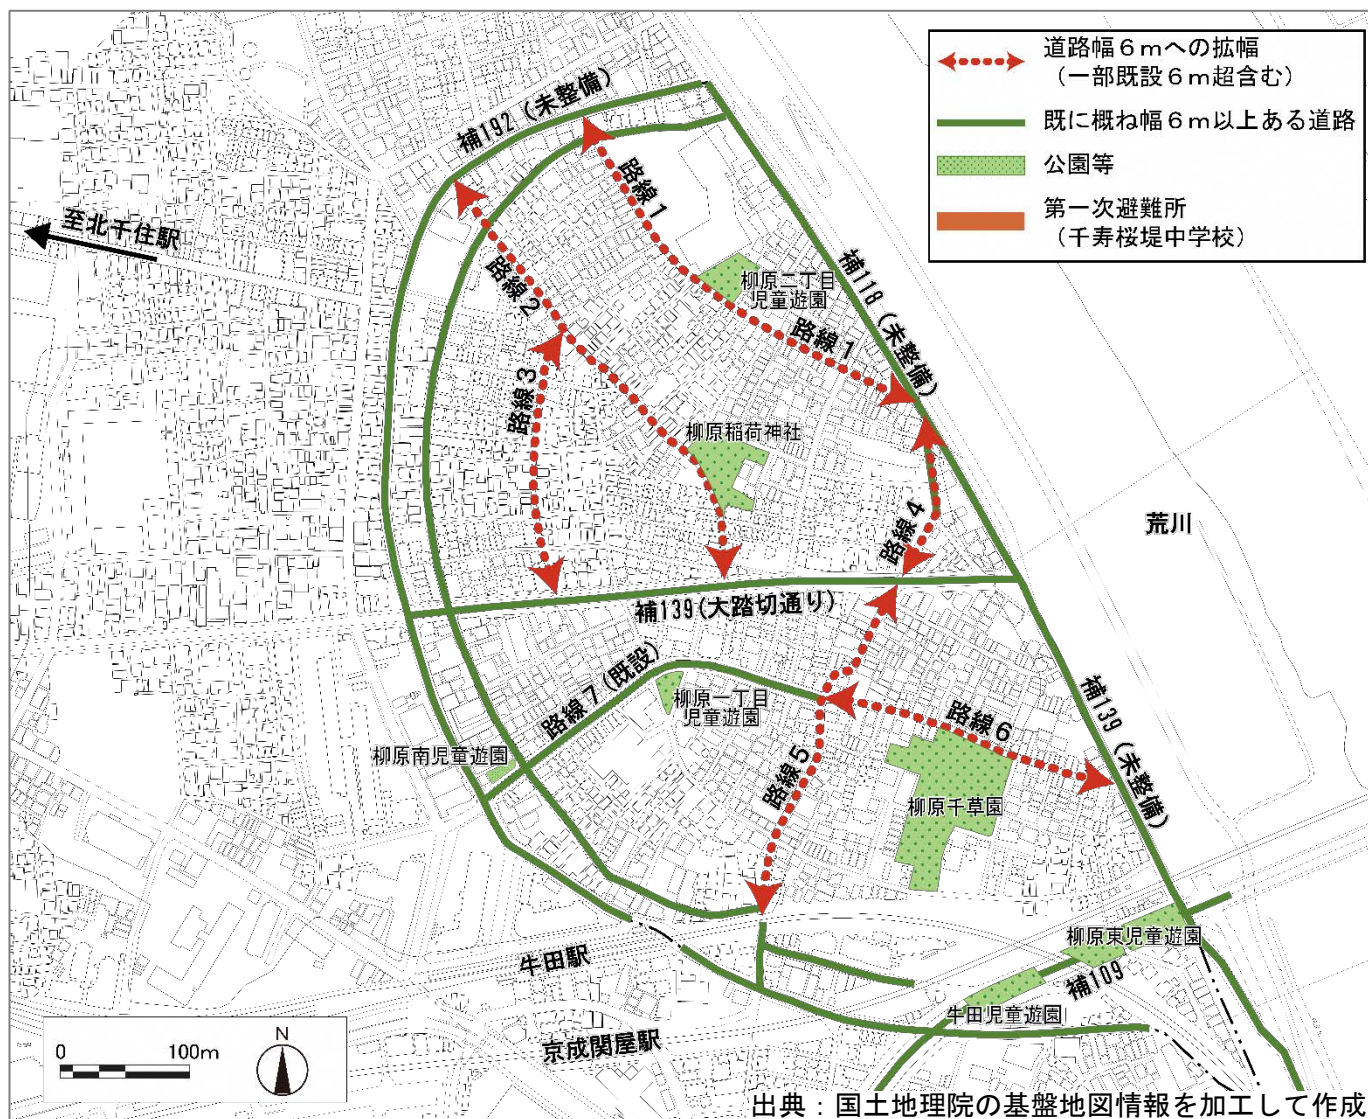 道路幅６ｍへの拡幅
（一部既設６ｍ超含む）
既に概ね幅６ｍ以上ある道路
公園等
第一次避難所
（千寿桜堤中学校）
補192（未整備）
路線1
至北千住駅
路線2
柳原二丁目
児童遊園
補118（未整備）
路線1
路線3
柳原稲荷神社
路線4
荒川
補139（大踏切通り）
路線7（既設）
柳原一丁目
児童遊園
補139（未整備）
路線6
柳原南児童遊園
路線5
柳原千草園
柳原東児童遊園
牛田駅
補109
牛田児童遊園
京成関屋駅
0
100m
N
出典：国土地理院の基盤地図情報を加工して作成